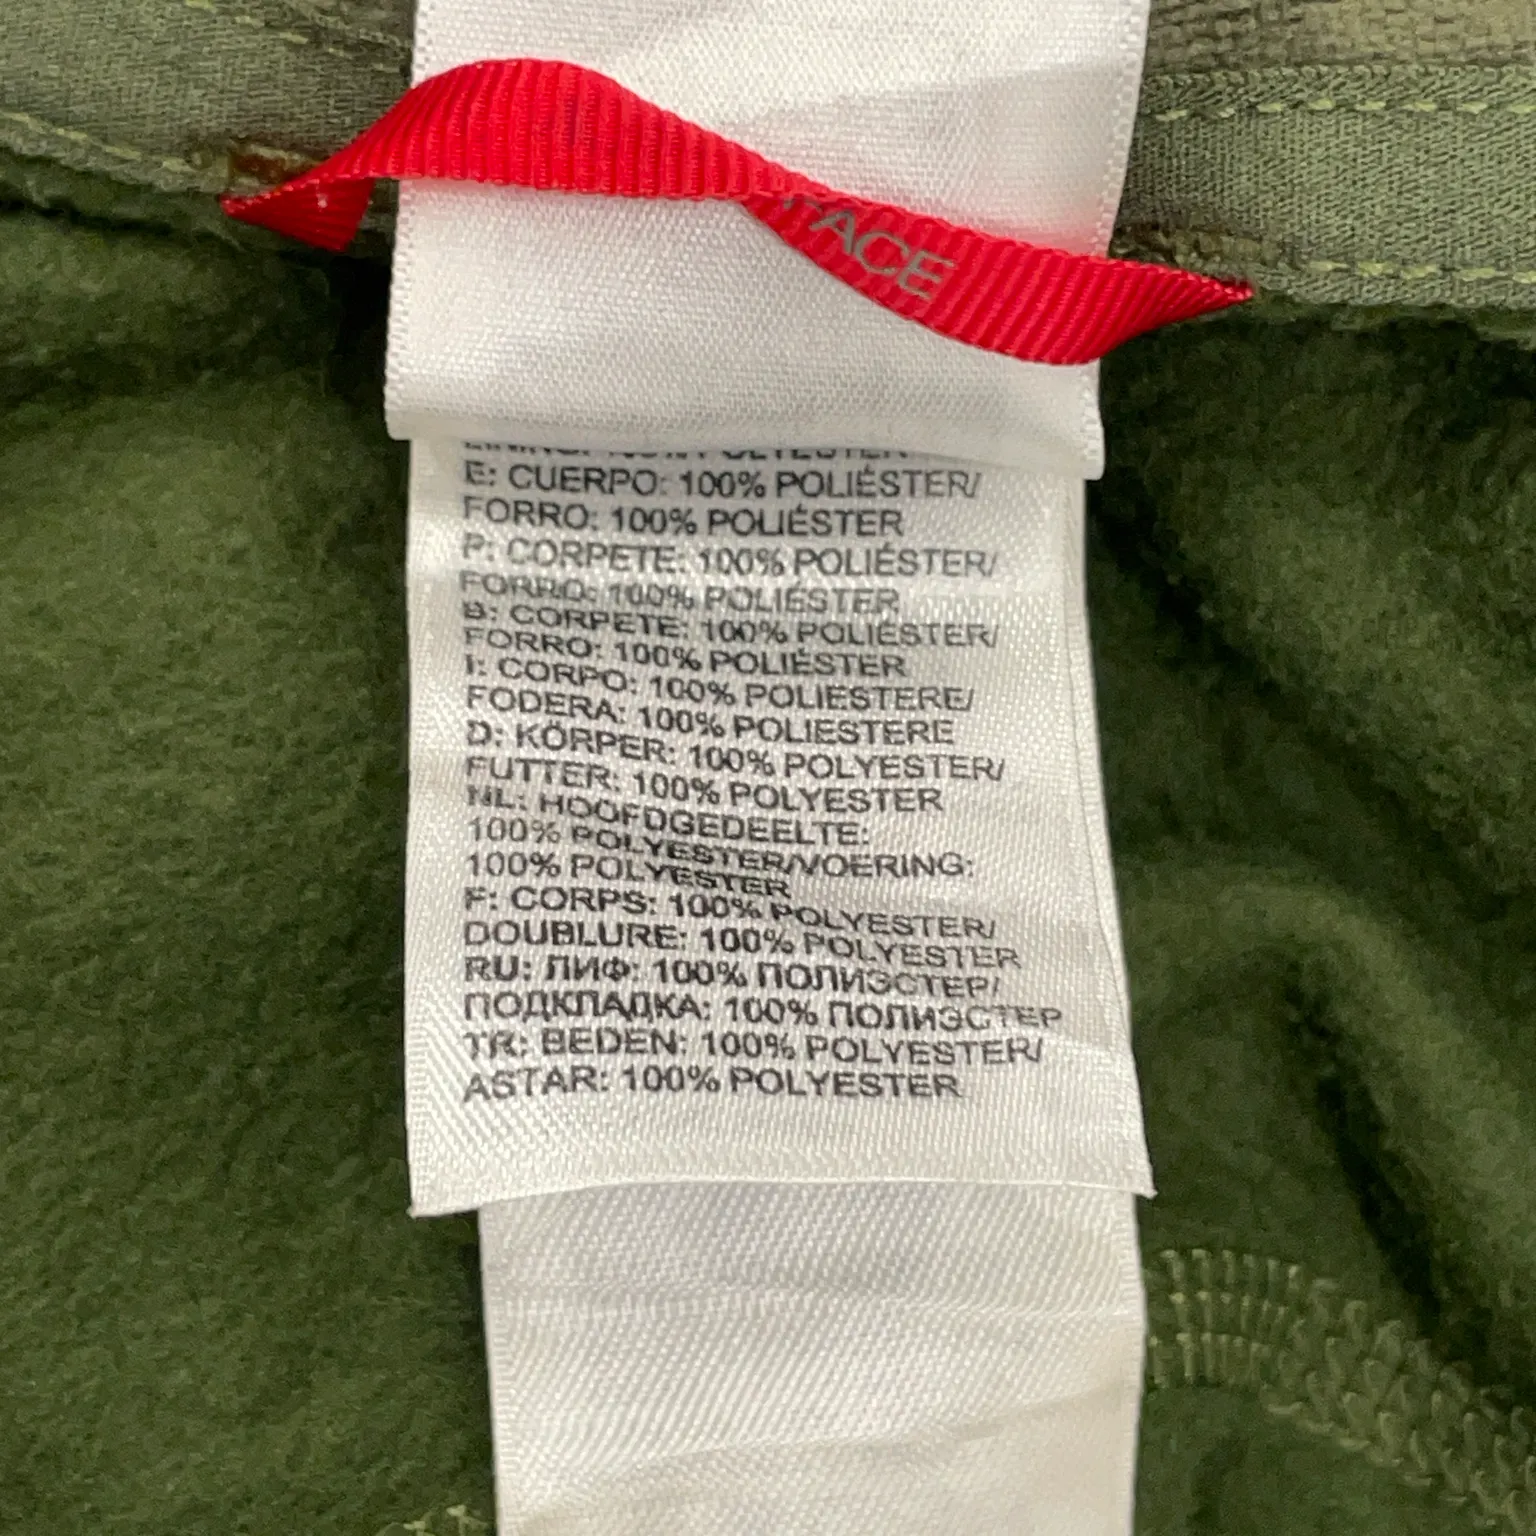 FACE
LINING: 100% POLYESTER
E: CUERPO: 100% POLIÉSTER/
FORRO: 100% POLIÉSTER
P: CORPETE: 100% POLIÉSTER/
FORRO: 100% POLIÉSTER
B: CORPETE: 100% POLIÉSTER/
FORRO: 100% POLIÉSTER
I: CORPO: 100% POLIESTERE/
FODERA: 100% POLIESTERE
D: KÖRPER: 100% POLYESTER/
FUTTER: 100% POLYESTER
NL: HOOFDGEDEELTE:
100% POLYESTER/VOERING:
100% POLYESTER
F: CORPS: 100% POLYESTER/
DOUBLURE: 100% POLYESTER
RU: ЛИФ: 100% ПОЛИЭСТЕР/
ПОДКЛАДКА: 100% ПОЛИЭСТЕР
TR: BEDEN: 100% POLYESTER/
ASTAR: 100% POLYESTER